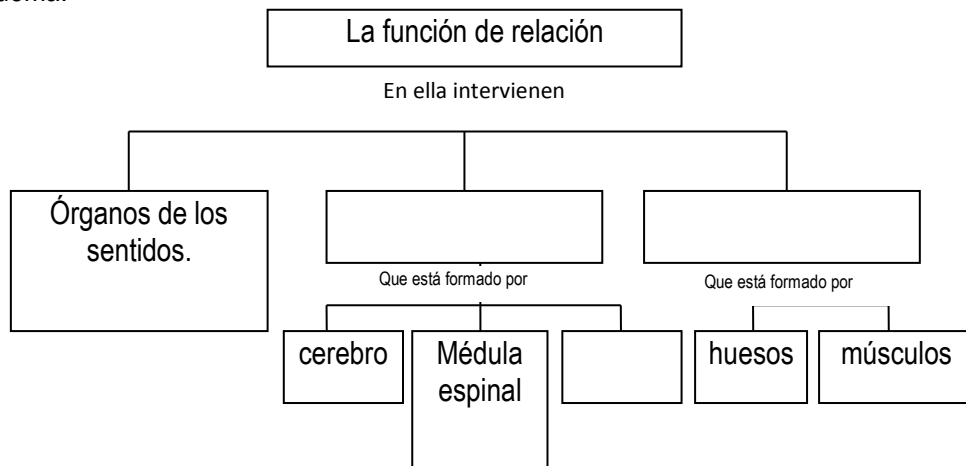 La función de relación
En ella intervienen
Órganos de los
sentidos.
Que está formado por
Que está formado por
cerebro
Médula
espinal
huesos
músculos